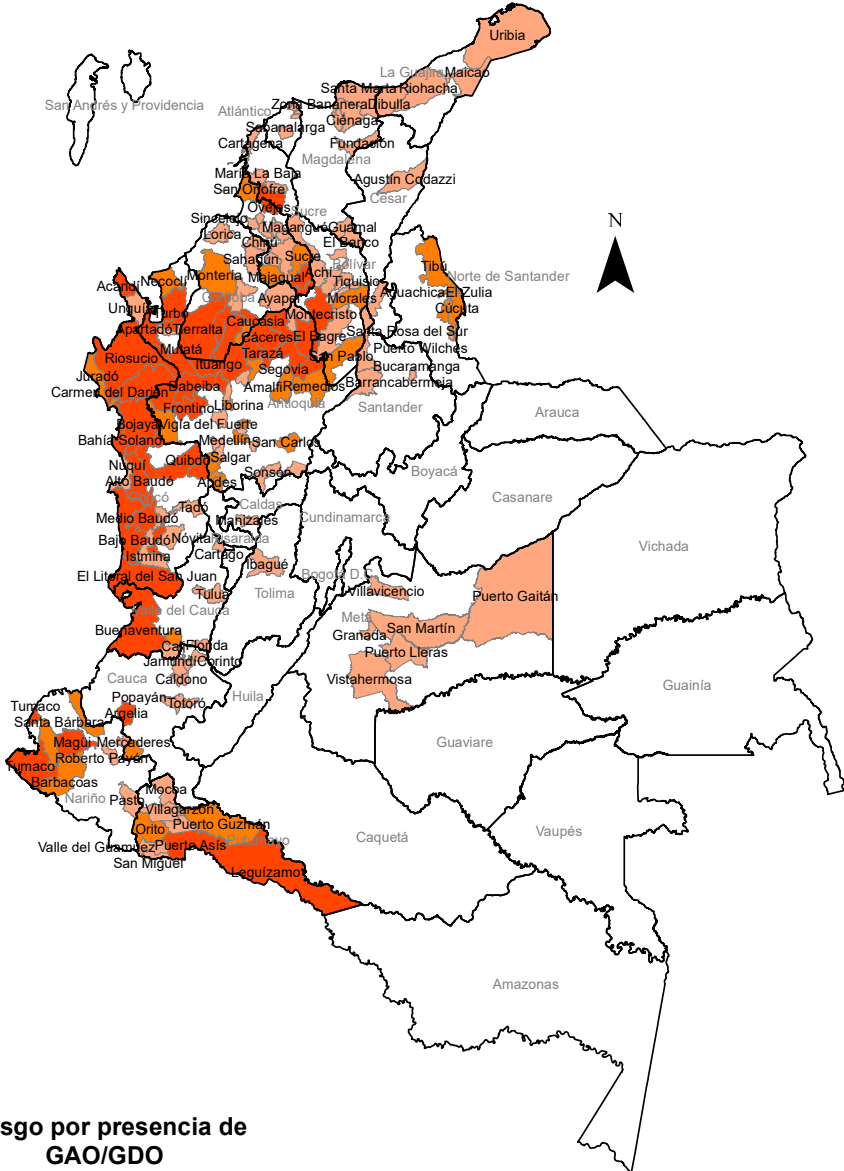 Uribia
La Guajira
Maicao
Santa Marta
Riohacha
San Andrés y Providencia
Zona Bananera
Dibulla
Atlántico
Ciénaga
Sabanalarga
Cartagena
Fundación
Magdalena
María La Baja
Agustín Codazzi
San Onofre
Cesar
Ovejas
Sucre
N
Sincelejo
Magangué
Guamal
Lorica
Chinú
El Banco
Sahagún
Sucre
Bolívar
Tibú
Norte de Santander
Montería
Majagual
Achí
Tiquisio
Acandí
Necoclí
Aguachica
El Zulia
Córdoba
Ayapel
Morales
Cúcuta
Unguía
Turbo
Montecristo
Caucasia
Apartadó
Tierralta
Cáceres
El Bagre
Santa Rosa del Sur
Mutatá
Tarazá
San Pablo
Puerto Wilches
Riosucio
Ituango
Segovia
Bucaramanga
Juradó
Dabeiba
Amalfi
Remedios
Barrancabermeja
Carmen del Darién
Frontino
Liborina
Antioquia
Santander
Arauca
Bojaya
Vigía del Fuerte
Bahía Solano
Medellín
San Carlos
Nuquí
Quibdó
Salgar
Boyacá
Alto Baudó
Andes
Sonsón
Casanare
Chocó
Tadó
Caldas
Medio Baudó
Manizales
Cundinamarca
Bajo Baudó
Nóvita
Risaralda
Vichada
Istmina
Cartago
Ibagué
El Litoral del San Juan
Bogotá D.C.
Tuluá
Tolima
Villavicencio
Puerto Gaitán
Valle del Cauca
Meta
Buenaventura
San Martín
Granada
Cali
Florida
Puerto Lleras
Jamundí
Corinto
Cauca
Caldono
Vistahermosa
Guainía
Popayán
Totoró
Huila
Tumaco
Argelia
Santa Bárbara
Magüi
Mercaderes
Guaviare
Roberto Payán
Tumaco
Barbacoas
Mocoa
Nariño
Pasto
Villagarzón
Puerto Guzmán
Orito
Caquetá
Vaupés
Putumayo
Valle del Guamuez
Puerto Asís
San Miguel
Leguízamo
Amazonas
sgo por presencia de
GAO/GDO